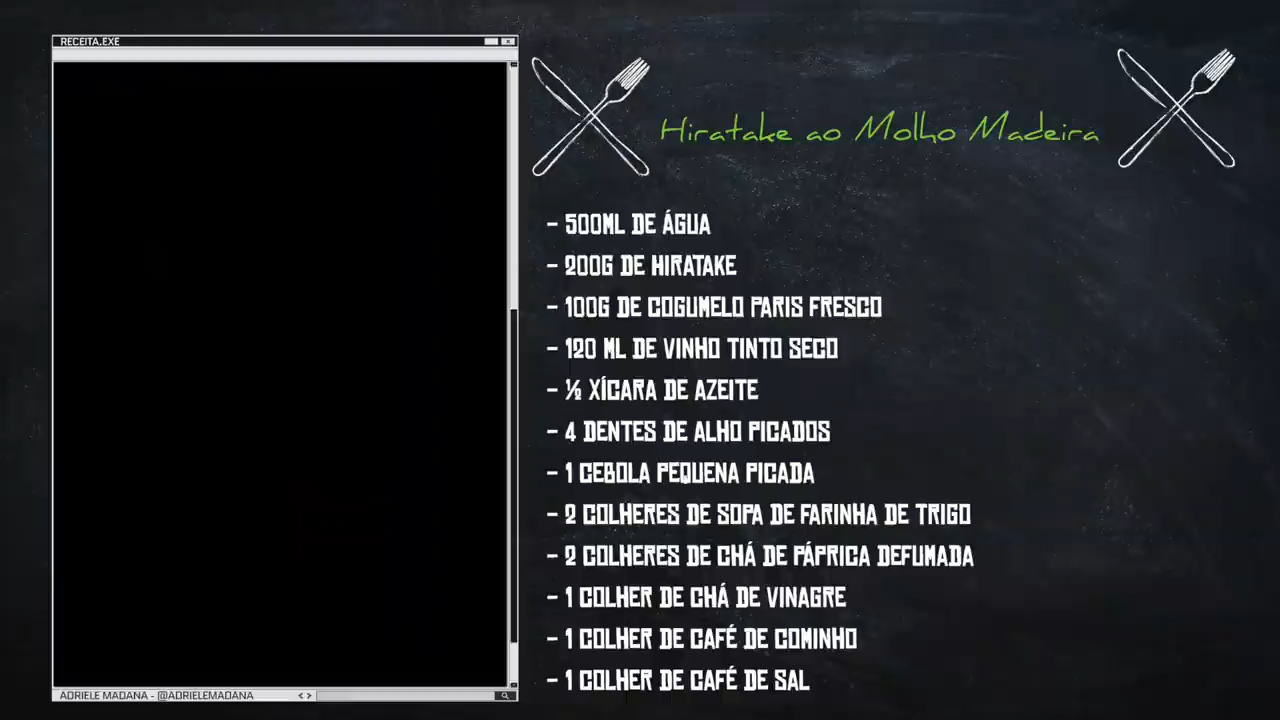 RECEITA.EXE
Hiratake ao Molho Madeira
- 500ML DE ÁGUA
- 200G DE HIRATAKE
- 100G DE COGUMELO PARIS FRESCO
- 120 ML DE VINHO TINTO SECO
- ½ XÍCARA DE AZEITE
- 4 DENTES DE ALHO PICADOS
- 1 CEBOLA PEQUENA PICADA
- 2 COLHERES DE SOPA DE FARINHA DE TRIGO
- 2 COLHERES DE CHÁ DE PÁPRICA DEFUMADA
- 1 COLHER DE CHÁ DE VINAGRE
- 1 COLHER DE CAFÉ DE COMINHO
- 1 COLHER DE CAFÉ DE SAL
ADRIELE MADANA - @ADRIELEMADANA